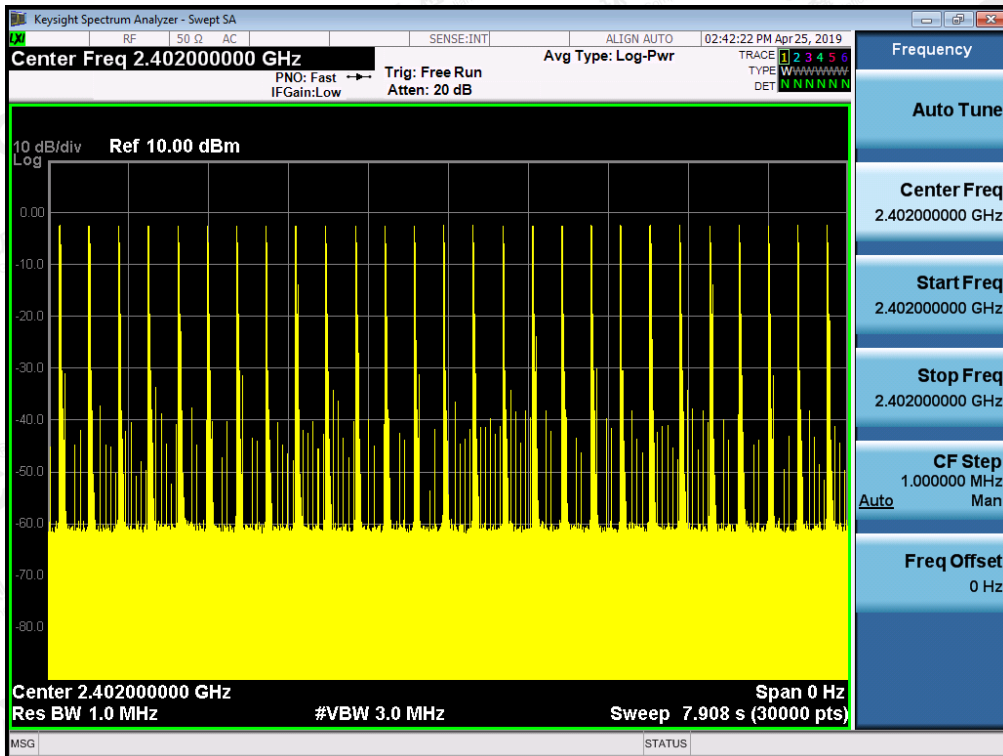 Keysight Spectrum Analyzer - Swept SA
LXI RF 50 Ω AC SENSE:INT ALIGN AUTO 02:42:22 PM Apr 25, 2019
Center Freq 2.402000000 GHz
PNO: Fast
IFGain:Low
Trig: Free Run
Atten: 20 dB
Avg Type: Log-Pwr
TRACE 1 2 3 4 5 6
TYPE WWWWWW
DET N N N N N N
10 dB/div Ref 10.00 dBm
Log
0.00
-10.0
-20.0
-30.0
-40.0
-50.0
-60.0
-70.0
-80.0
Center 2.402000000 GHz Span 0 Hz
Res BW 1.0 MHz #VBW 3.0 MHz Sweep 7.908 s (30000 pts)
MSG STATUS
Frequency
Auto Tune
Center Freq
2.402000000 GHz
Start Freq
2.402000000 GHz
Stop Freq
2.402000000 GHz
CF Step
1.000000 MHz
Auto Man
Freq Offset
0 Hz